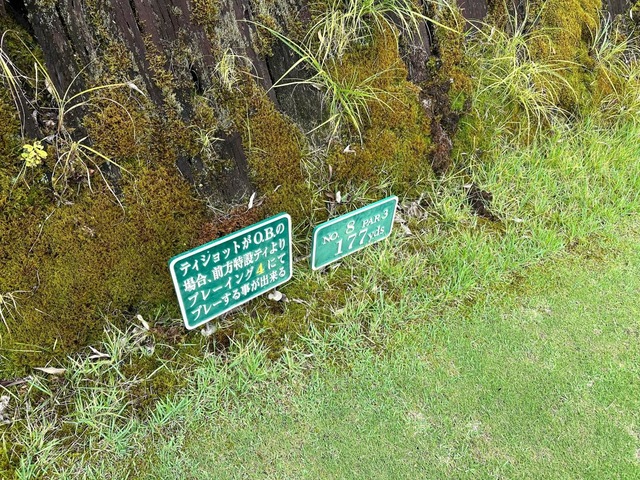 ティショットがO.B.の
場合、前方特設ティより
プレーイング4にて
プレーする事が出来る
NO. 8 PAR 3
177yds